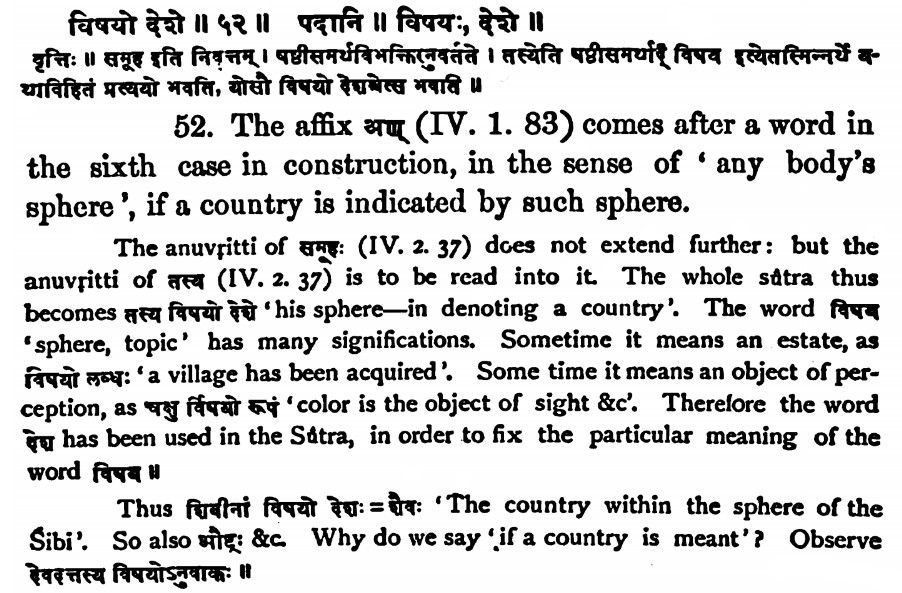 विषयो देशे ॥ ५२ ॥ पदानि ॥ विषयः, देशे ॥
वृत्तिः ॥ समूह इति निवृत्तम् । षष्ठीसमर्थविभक्तिरनुवर्तते । तस्येति षष्ठीसमर्थाद् विषय इत्येतस्मिन्नर्थे य-
थाविहितं प्रत्ययो भवति, योसौ विषयो देशश्चेत्स भवति ॥
52. The affix अण् (IV. 1. 83) comes after a word in
the sixth case in construction, in the sense of ‘ any body’s
sphere ’, if a country is indicated by such sphere.
The anuvṛitti of समूहः (IV. 2. 37) does not extend further: but the
anuvṛitti of तस्य (IV. 2. 37) is to be read into it. The whole sûtra thus
becomes तस्य विषयो देशे ‘his sphere—in denoting a country’. The word विषय
‘sphere, topic’ has many significations. Sometime it means an estate, as
विषयो लब्धः ‘a village has been acquired’. Some time it means an object of per-
ception, as चक्षु र्विषयो रूपं ‘color is the object of sight &c’. Therefore the word
देश has been used in the Sûtra, in order to fix the particular meaning of the
word विषय ॥
Thus शिबीनां विषयो देशः = शैवः ‘The country within the sphere of the
Śibi’. So also औष्ट्रः &c. Why do we say ‘if a country is meant’? Observe
देवदत्तस्य विषयोऽनुवाकः ॥